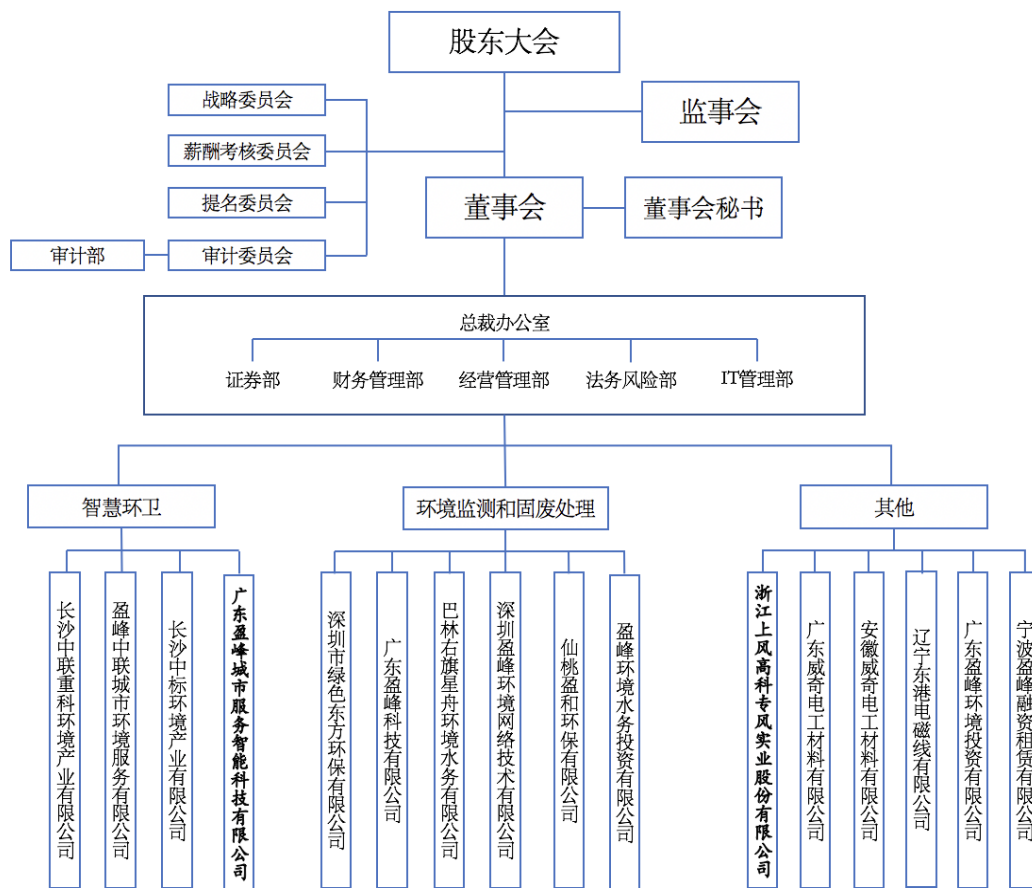 股东大会
战略委员会
监事会
薪酬考核委员会
提名委员会
董事会
董事会秘书
审计部
审计委员会
总裁办公室
证券部
财务管理部
经营管理部
法务风险部
IT管理部
智慧环卫
环境监测和固废处理
其他
长沙中联重科环境产业有限公司
盈峰中联城市环境服务有限公司
长沙中标环境产业有限公司
广东盈峰城市服务智能科技有限公司
深圳市绿色东方环保有限公司
广东盈峰科技有限公司
巴林右旗星舟环境水务有限公司
深圳盈峰环境网络技术有限公司
仙桃盈和环保有限公司
盈峰环境水务投资有限公司
浙江上风高科专风实业股份有限公司
广东威奇电工材料有限公司
安徽威奇电工材料有限公司
辽宁东港电磁线有限公司
广东盈峰环境投资有限公司
宁波盈峰融资租赁有限公司